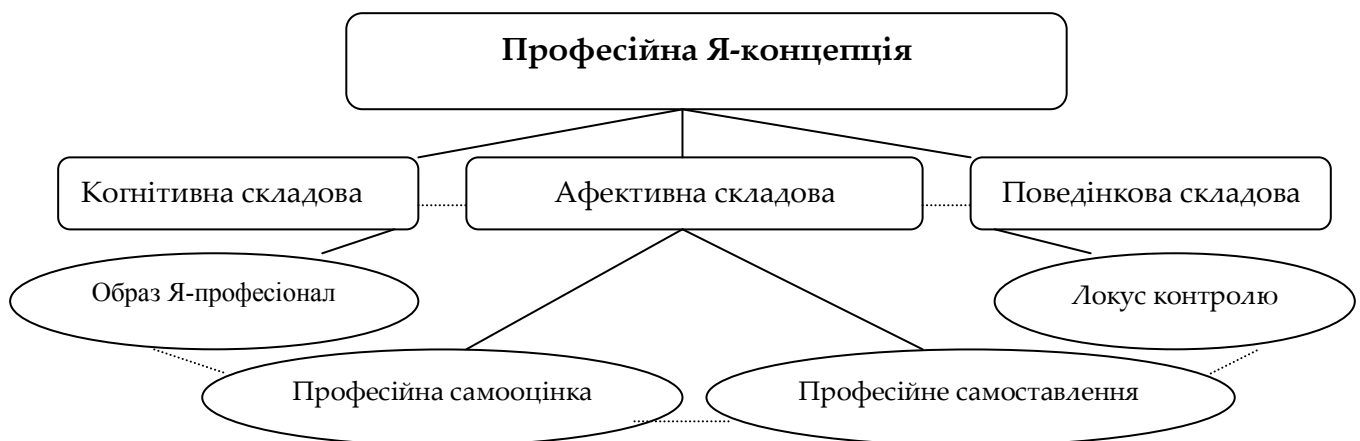 Професійна Я-концепція
Когнітивна складова
Афективна складова
Поведінкова складова
Образ Я-професіонал
Локус контролю
Професійна самооцінка
Професійне самоставлення